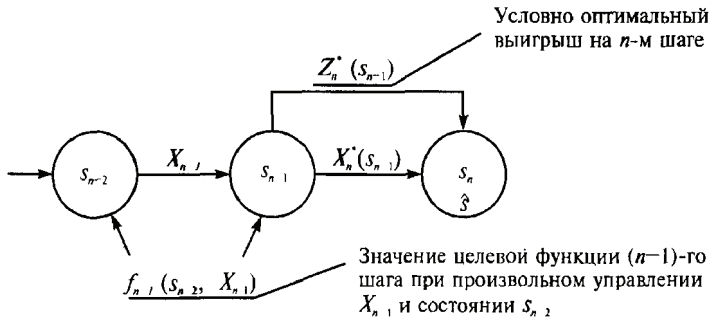 Условно оптимальный
выигрыш на n-м шаге
Z*ₙ (sₙ₋₁)
Xₙ₋₁
X*ₙ(sₙ₋₁)
sₙ₋₂
sₙ₋₁
sₙ
ŝ
fₙ₋₁ (sₙ₋₂, Xₙ₋₁)
Значение целевой функции (n−1)-го
шага при произвольном управлении
Xₙ₋₁ и состоянии sₙ₋₂